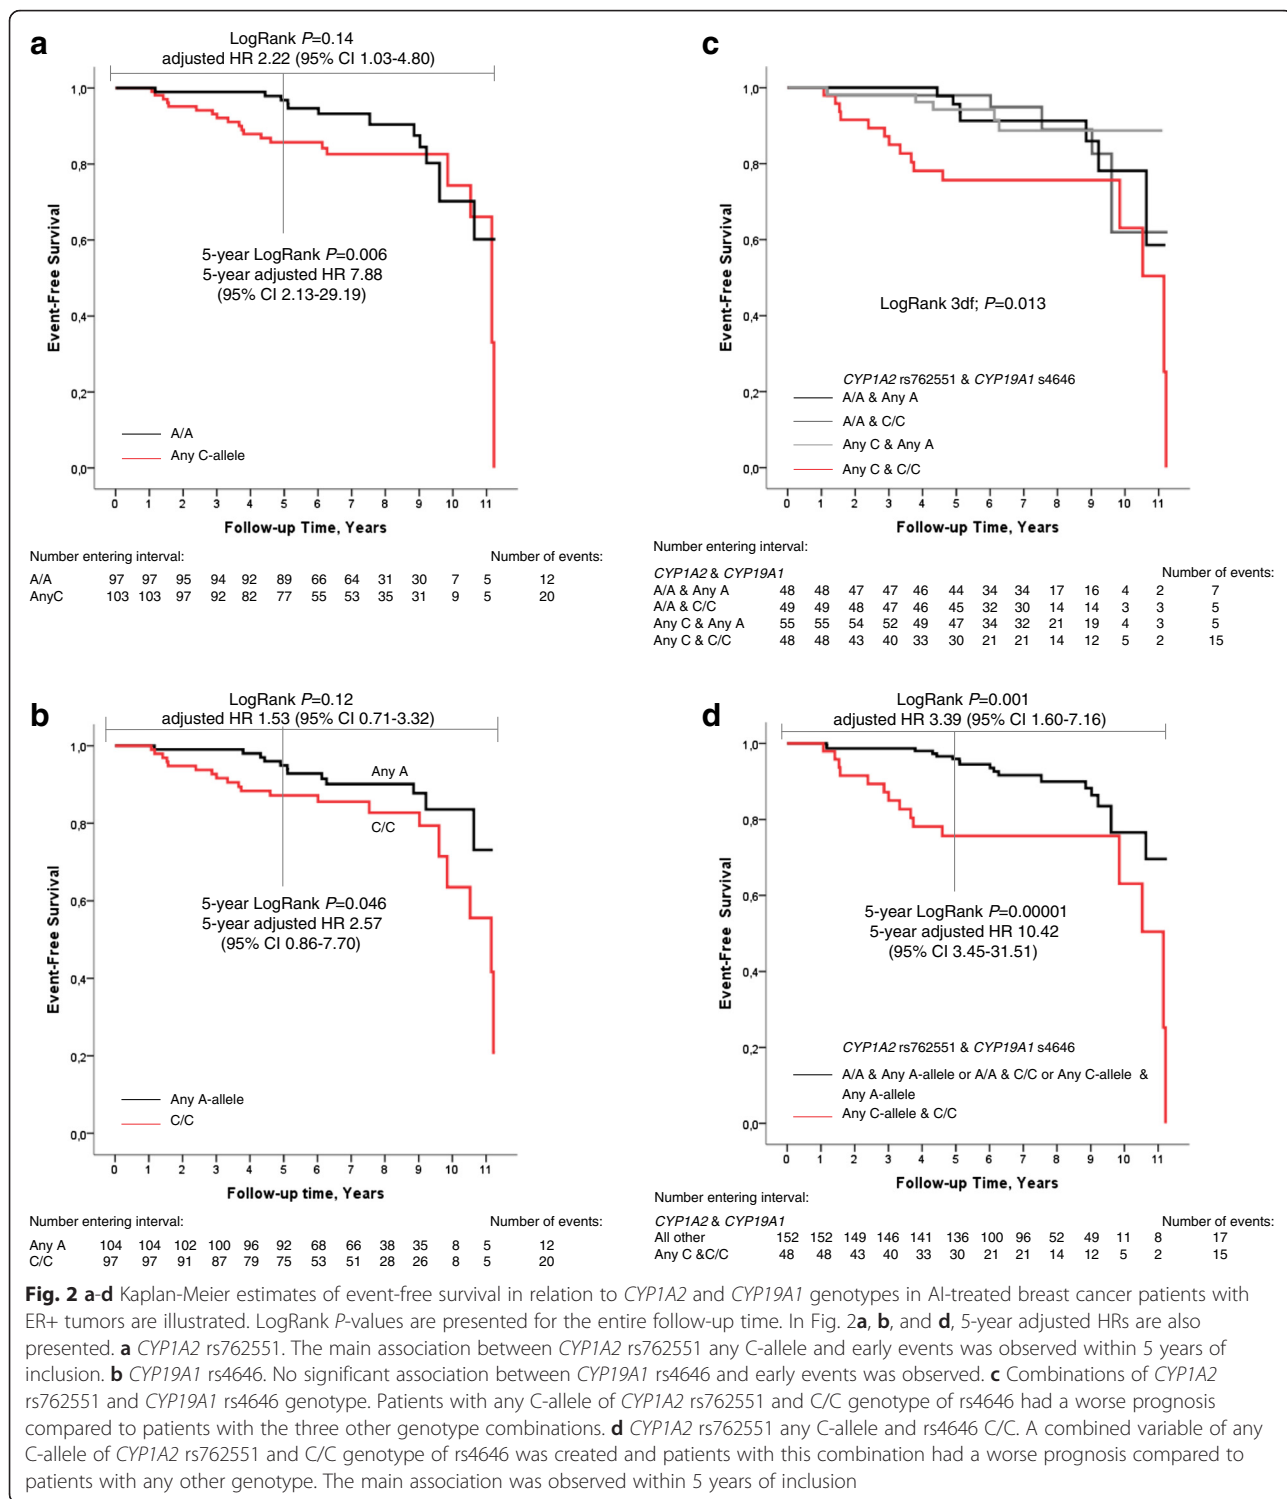 a
LogRank P=0.14
adjusted HR 2.22 (95% CI 1.03-4.80)
1,0
0,8
0,6
0,4
0,2
0,0
Event-Free Survival
5-year LogRank P=0.006
5-year adjusted HR 7.88
(95% CI 2.13-29.19)
A/A
Any C-allele
0 1 2 3 4 5 6 7 8 9 10 11
Follow-up Time, Years
Number entering interval: Number of events:
A/A 97 97 95 94 92 89 66 64 31 30 7 5 12
AnyC 103 103 97 92 82 77 55 53 35 31 9 5 20
c
1,0
0,8
0,6
0,4
0,2
0,0
Event-Free Survival
LogRank 3df; P=0.013
CYP1A2 rs762551 & CYP19A1 s4646
A/A & Any A
A/A & C/C
Any C & Any A
Any C & C/C
0 1 2 3 4 5 6 7 8 9 10 11
Follow-up Time, Years
Number entering interval:
Number of events:
CYP1A2 & CYP19A1
A/A & Any A 48 48 47 47 46 44 34 34 17 16 4 2 7
A/A & C/C 49 49 48 47 46 45 32 30 14 14 3 3 5
Any C & Any A 55 55 54 52 49 47 34 32 21 19 4 3 5
Any C & C/C 48 48 43 40 33 30 21 21 14 12 5 2 15
b
LogRank P=0.12
adjusted HR 1.53 (95% CI 0.71-3.32)
1,0
0,8
0,6
0,4
0,2
0,0
Event-Free Survival
Any A
C/C
5-year LogRank P=0.046
5-year adjusted HR 2.57
(95% CI 0.86-7.70)
Any A-allele
C/C
0 1 2 3 4 5 6 7 8 9 10 11
Follow-up time, Years
Number entering interval: Number of events:
Any A 104 104 102 100 96 92 68 66 38 35 8 5 12
C/C 97 97 91 87 79 75 53 51 28 26 8 5 20
d
LogRank P=0.001
adjusted HR 3.39 (95% CI 1.60-7.16)
1,0
0,8
0,6
0,4
0,2
0,0
Event-Free Survival
5-year LogRank P=0.00001
5-year adjusted HR 10.42
(95% CI 3.45-31.51)
CYP1A2 rs762551 & CYP19A1 s4646
A/A & Any A-allele or A/A & C/C or Any C-allele &
Any A-allele
Any C-allele & C/C
0 1 2 3 4 5 6 7 8 9 10 11
Follow-up Time, Years
Number entering interval:
CYP1A2 & CYP19A1 Number of events:
All other 152 152 149 146 141 136 100 96 52 49 11 8 17
Any C &C/C 48 48 43 40 33 30 21 21 14 12 5 2 15
Fig. 2 a-d Kaplan-Meier estimates of event-free survival in relation to CYP1A2 and CYP19A1 genotypes in AI-treated breast cancer patients with
ER+ tumors are illustrated. LogRank P-values are presented for the entire follow-up time. In Fig. 2a, b, and d, 5-year adjusted HRs are also
presented. a CYP1A2 rs762551. The main association between CYP1A2 rs762551 any C-allele and early events was observed within 5 years of
inclusion. b CYP19A1 rs4646. No significant association between CYP19A1 rs4646 and early events was observed. c Combinations of CYP1A2
rs762551 and CYP19A1 rs4646 genotype. Patients with any C-allele of CYP1A2 rs762551 and C/C genotype of rs4646 had a worse prognosis
compared to patients with the three other genotype combinations. d CYP1A2 rs762551 any C-allele and rs4646 C/C. A combined variable of any
C-allele of CYP1A2 rs762551 and C/C genotype of rs4646 was created and patients with this combination had a worse prognosis compared to
patients with any other genotype. The main association was observed within 5 years of inclusion